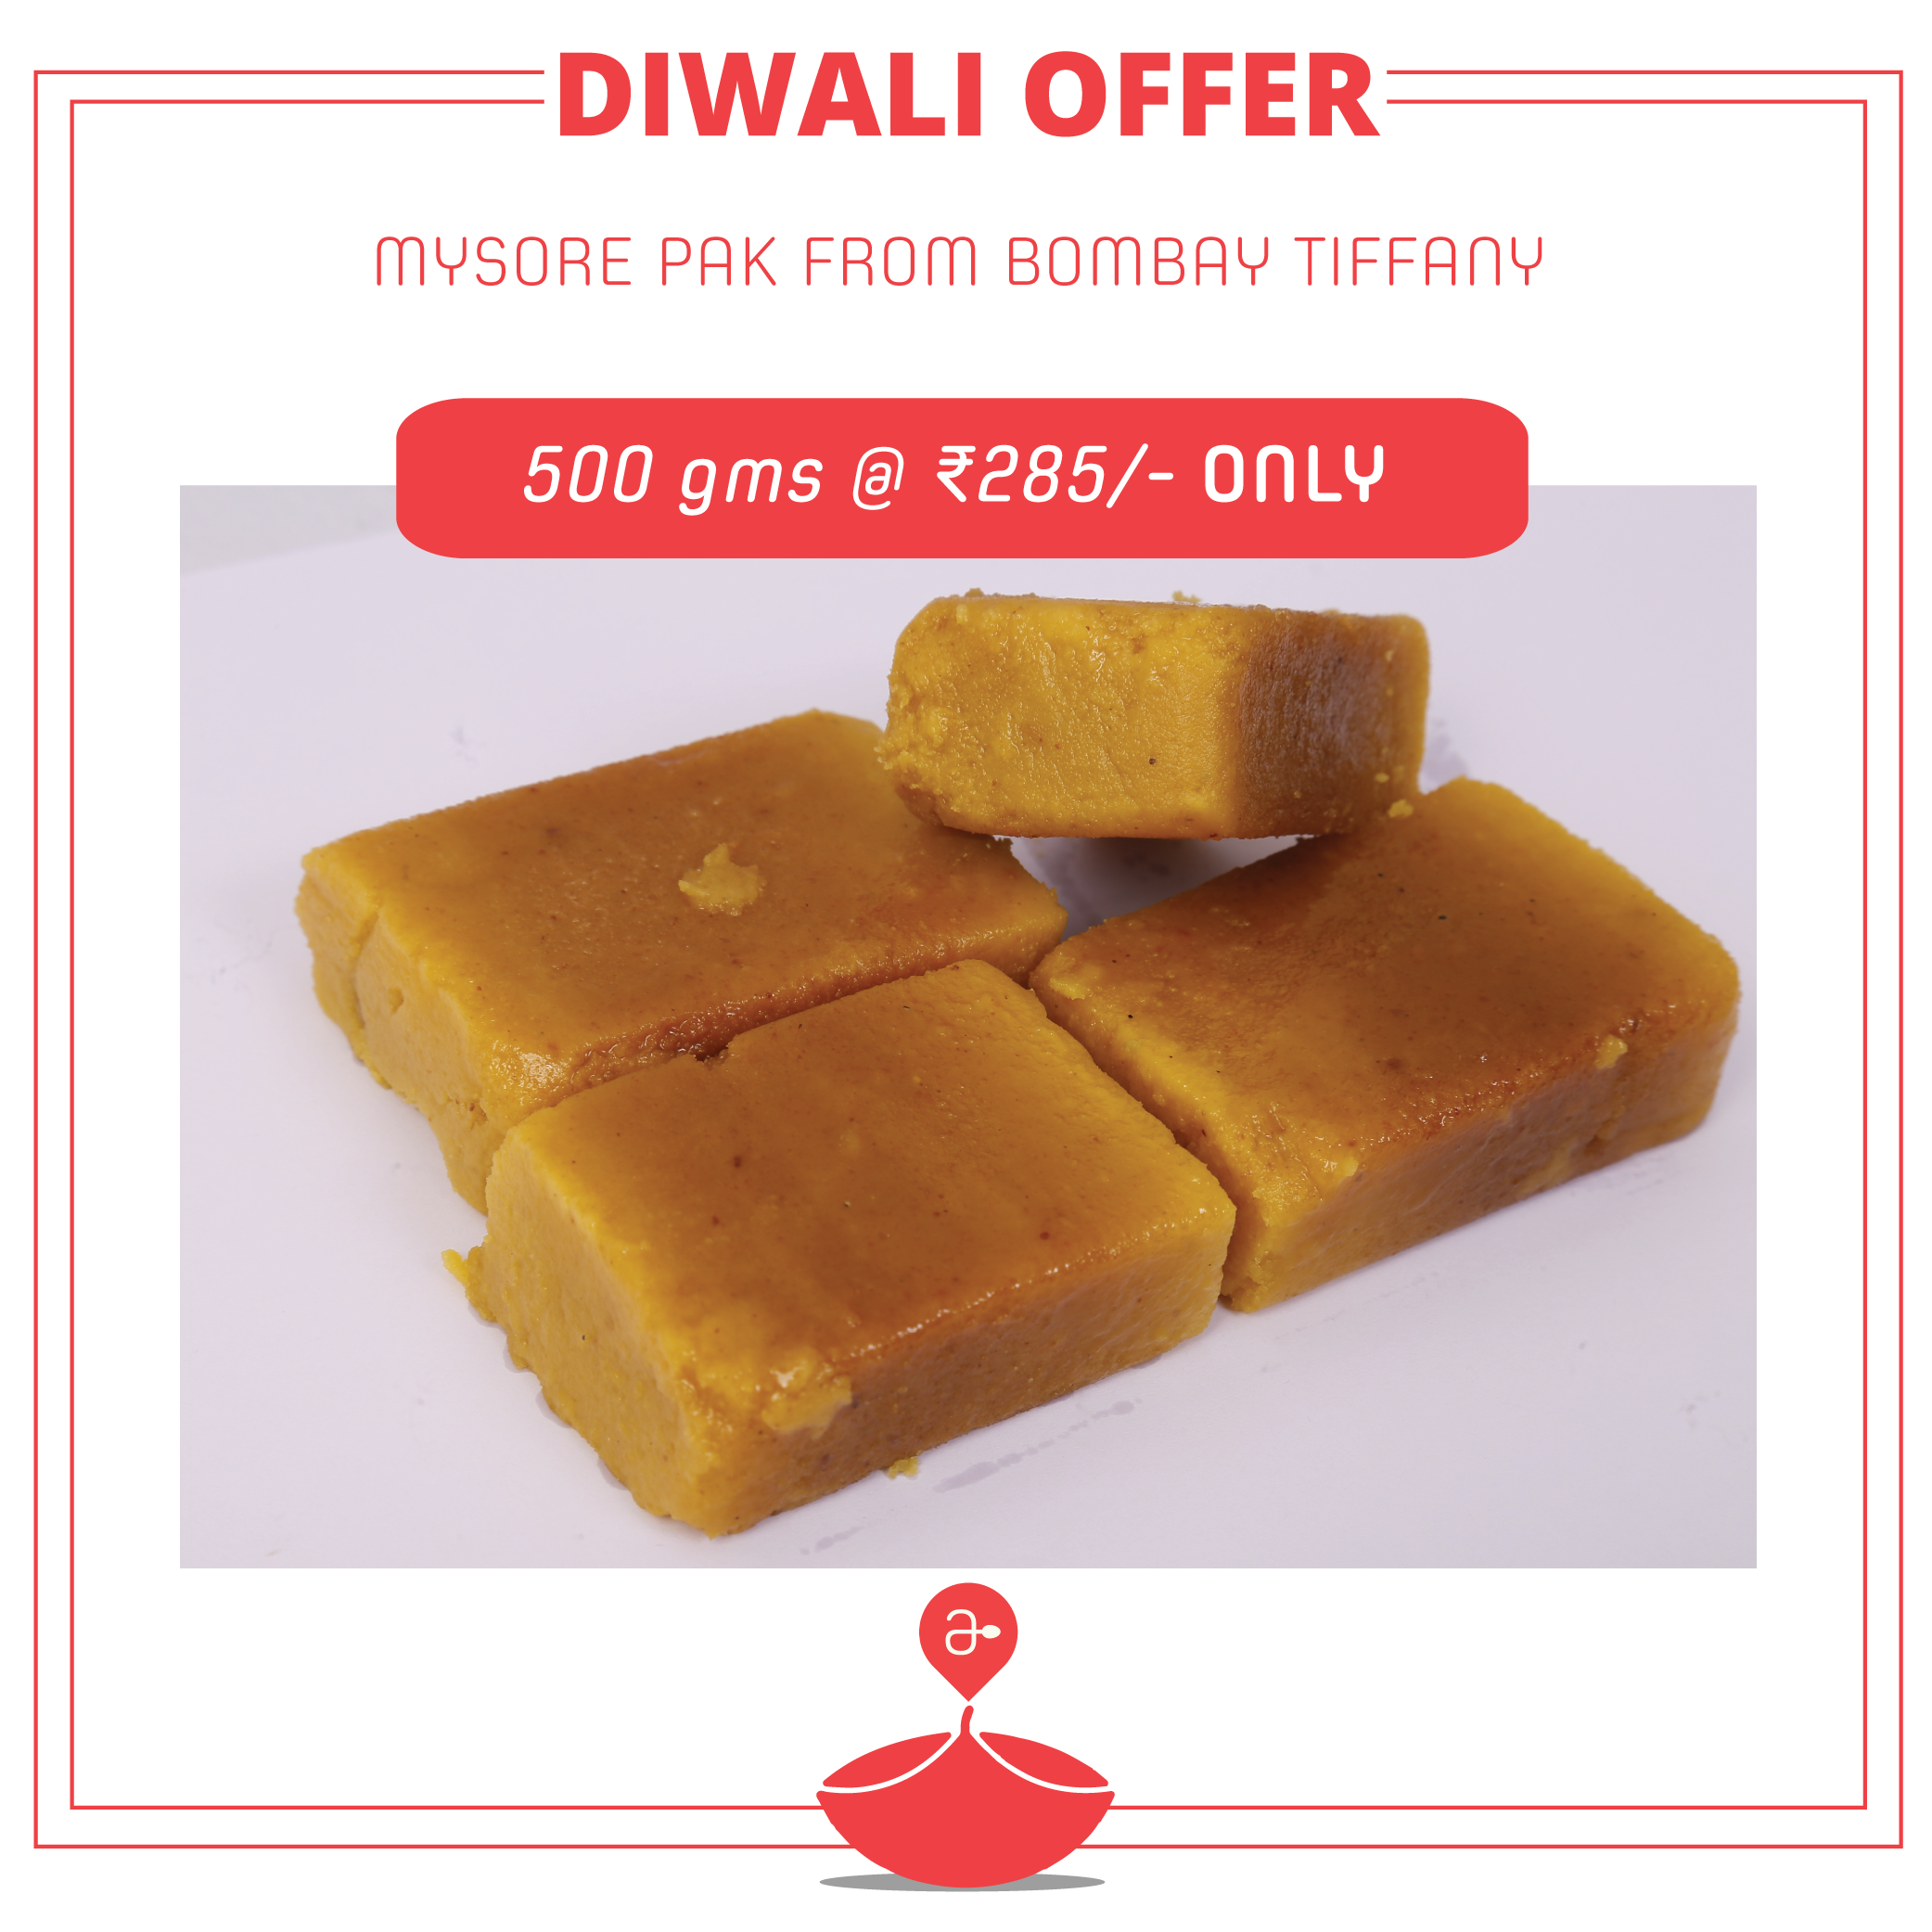 DIWALI OFFER
MYSORE PAK FROM BOMBAY TIFFANY
500 gms @ ₹285/- ONLY
a